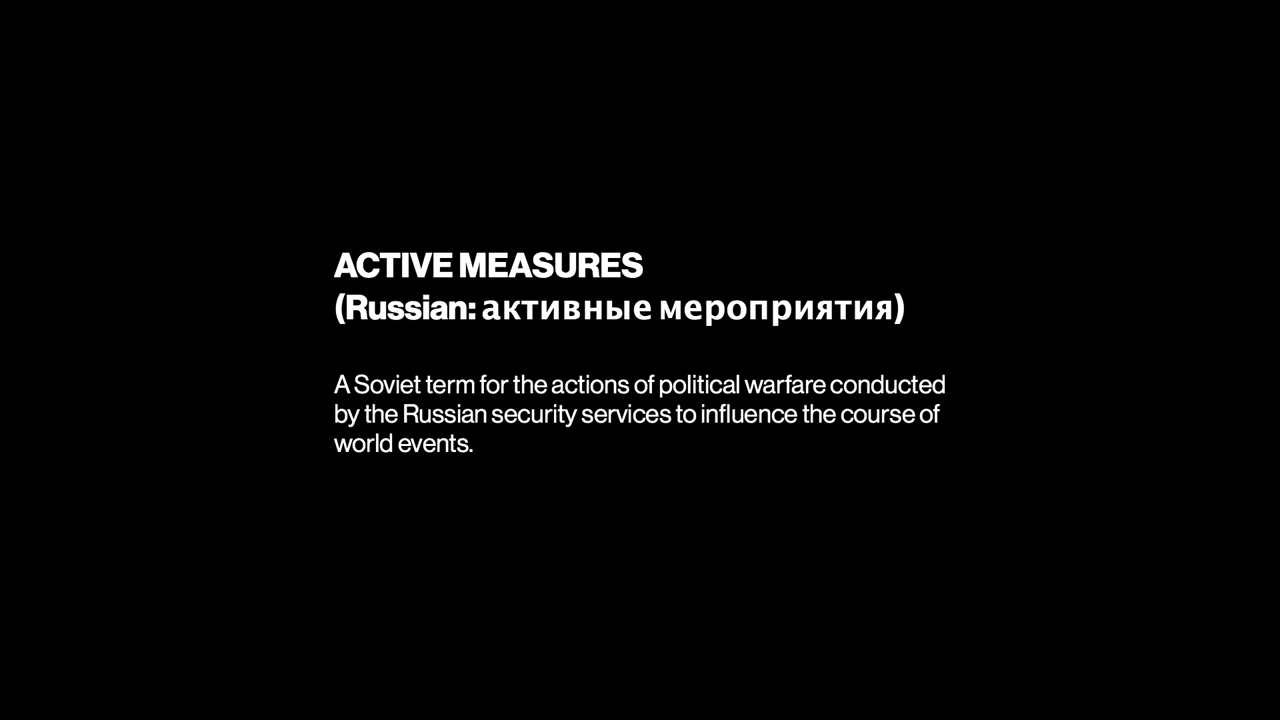 ACTIVE MEASURES
(Russian: активные мероприятия)
A Soviet term for the actions of political warfare conducted
by the Russian security services to influence the course of
world events.